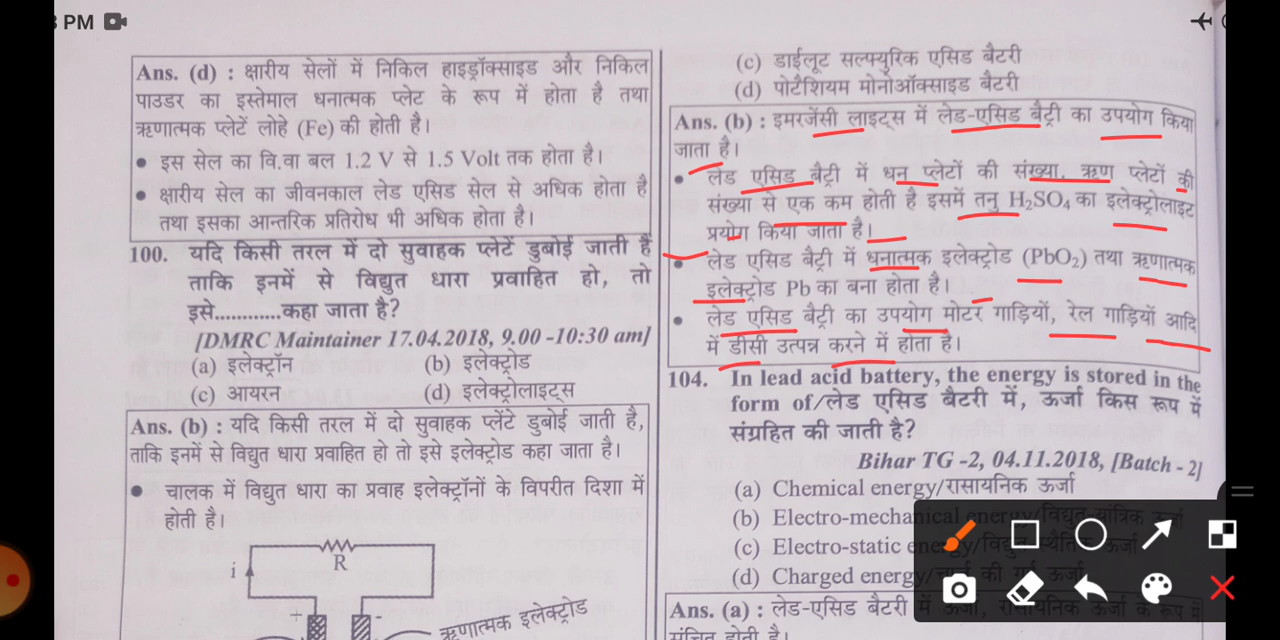 3 PM
Ans. (d) : क्षारीय सेलों में निकिल हाइड्रॉक्साइड और निकिल
पाउडर का इस्तेमाल धनात्मक प्लेट के रूप में होता है तथा
ऋणात्मक प्लेटें लोहे (Fe) की होती है।
• इस सेल का वि.वा बल 1.2 V से 1.5 Volt तक होता है।
• क्षारीय सेल का जीवनकाल लेड एसिड सेल से अधिक होता है
तथा इसका आन्तरिक प्रतिरोध भी अधिक होता है।
100. यदि किसी तरल में दो सुवाहक प्लेटें डुबोई जाती हैं
ताकि इनमें से विद्युत धारा प्रवाहित हो, तो
इसे............कहा जाता है?
[DMRC Maintainer 17.04.2018, 9.00 -10:30 am]
(a) इलेक्ट्रॉन (b) इलेक्ट्रोड
(c) आयरन (d) इलेक्ट्रोलाइट्स
Ans. (b) : यदि किसी तरल में दो सुवाहक प्लेंटे डुबोई जाती है,
ताकि इनमें से विद्युत धारा प्रवाहित हो तो इसे इलेक्ट्रोड कहा जाता है।
• चालक में विद्युत धारा का प्रवाह इलेक्ट्रॉनों के विपरीत दिशा में
होती है।
R
i
+ -
ऋणात्मक इलेक्ट्रोड
(c) डाईलूट सल्फ्युरिक एसिड बैटरी
(d) पोटैशियम मोनोऑक्साइड बैटरी
Ans. (b) : इमरजेंसी लाइट्स में लेड-एसिड बैट्री का उपयोग किया
जाता है।
• लेड एसिड बैट्री में धन प्लेटों की संख्या, ऋण प्लेटों की
संख्या से एक कम होती है इसमें तनु H₂SO₄ का इलेक्ट्रोलाइट
प्रयोग किया जाता है।
• लेड एसिड बैट्री में धनात्मक इलेक्ट्रोड (PbO₂) तथा ऋणात्मक
इलेक्ट्रोड Pb का बना होता है।
• लेड एसिड बैट्री का उपयोग मोटर गाड़ियों, रेल गाड़ियों आदि
में डीसी उत्पन्न करने में होता है।
104. In lead acid battery, the energy is stored in the
form of/लेड एसिड बैटरी में, ऊर्जा किस रूप में
संग्रहित की जाती है?
Bihar TG -2, 04.11.2018, [Batch - 2]
(a) Chemical energy/रासायनिक ऊर्जा
(b) Electro-mechanical energy/विद्युत यांत्रिक ऊर्जा
(c) Electro-static energy/विद्युत स्थैतिक ऊर्जा
(d) Charged energy/चार्ज की गई ऊर्जा
Ans. (a) : लेड-एसिड बैटरी में ऊर्जा, रासायनिक ऊर्जा के रूप में
संचित होती है।